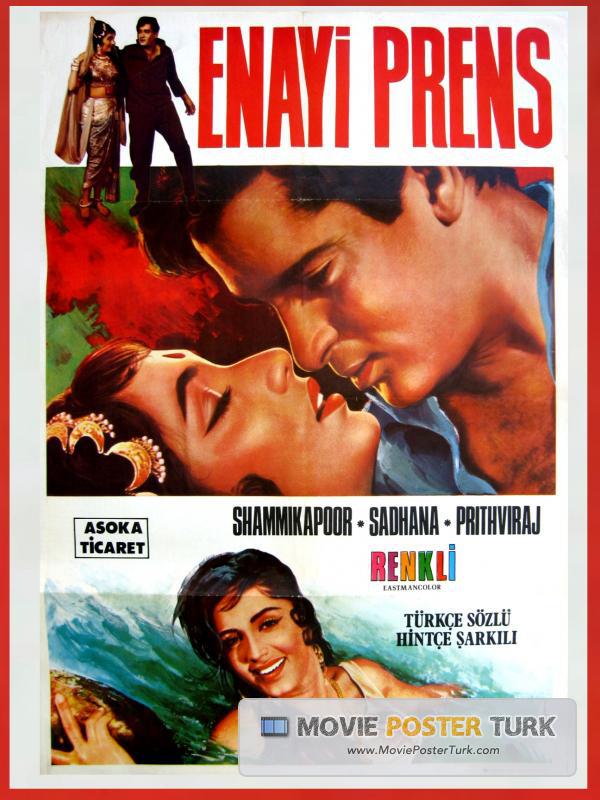 ENAYİ PRENS
SHAMMIKAPOOR * SADHANA * PRITHVIRAJ
ASOKA
TİCARET
RENKLİ
EASTMANCOLOR
TÜRKÇE SÖZLÜ
HİNTÇE ŞARKILI
MOVIE POSTER TURK
www.MoviePosterTurk.com